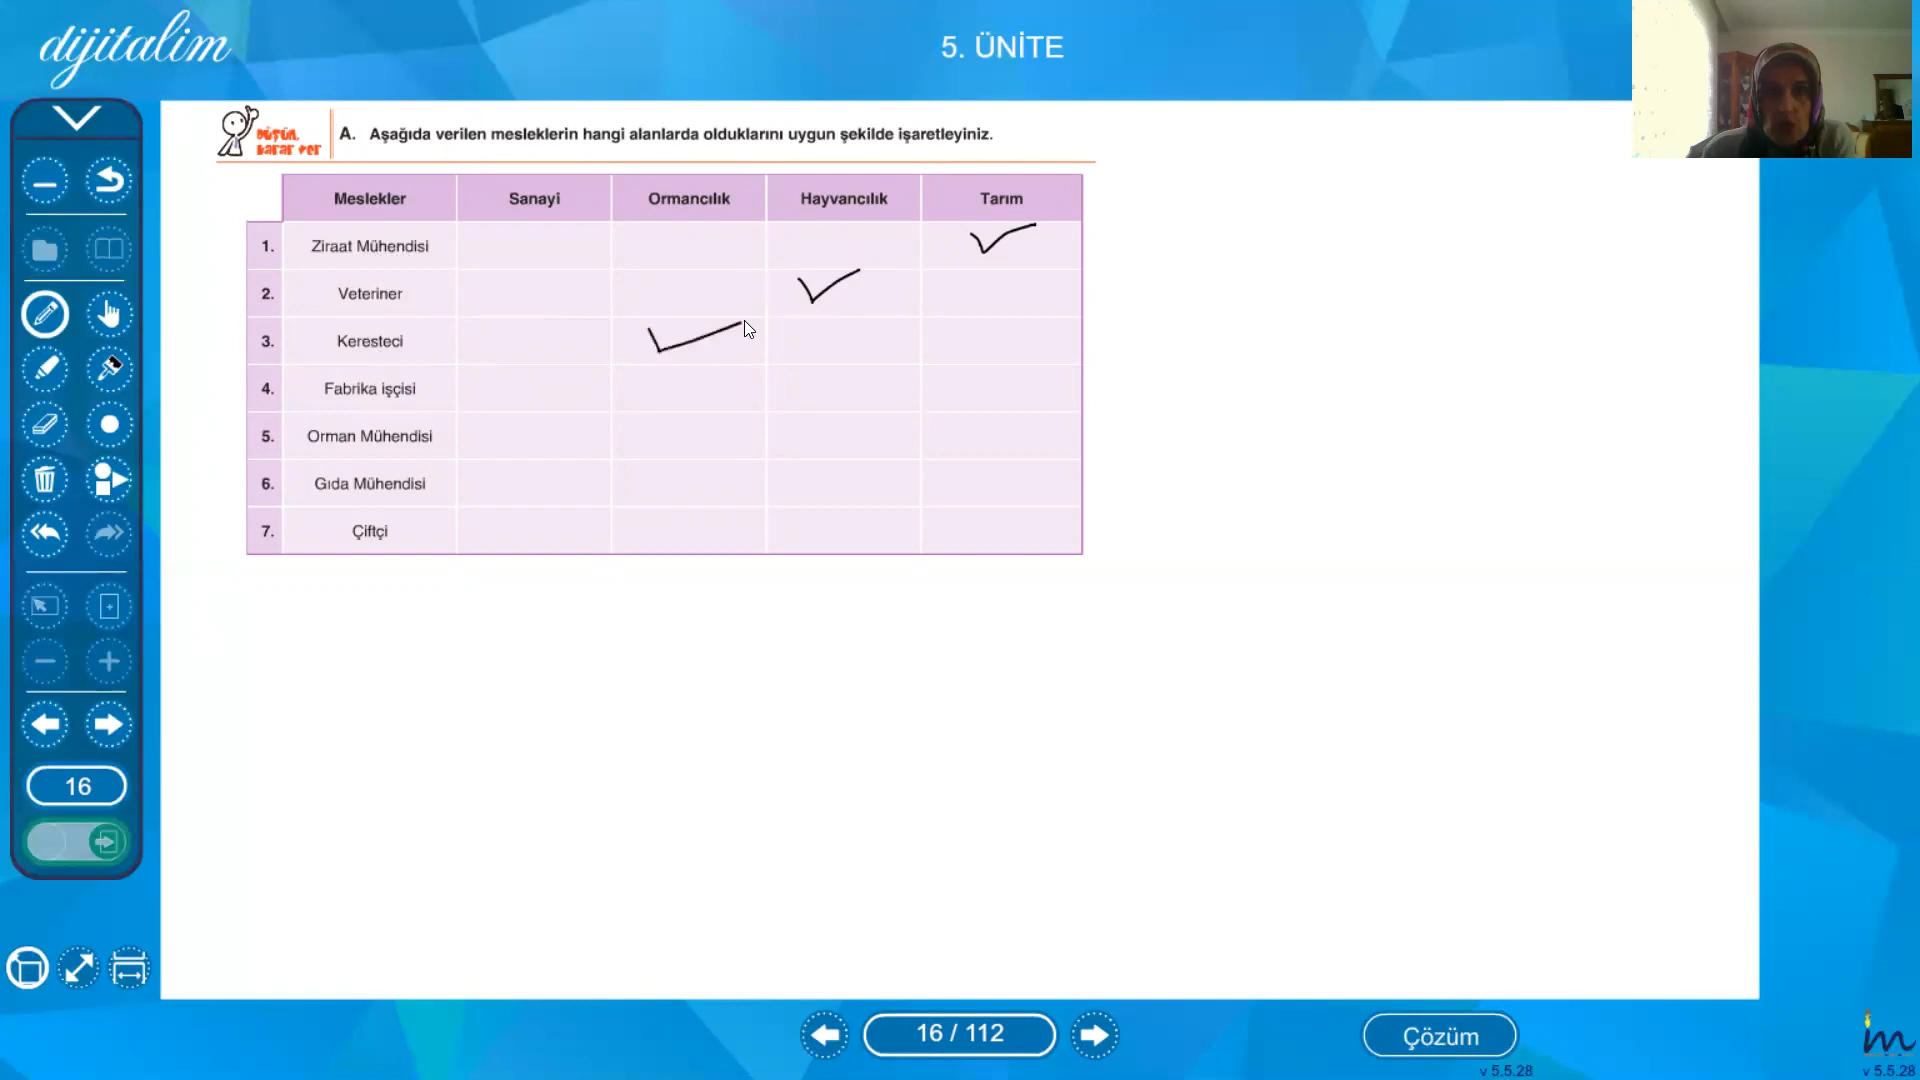 dijitalim
5. ÜNİTE
Düşün,
karar ver
A. Aşağıda verilen mesleklerin hangi alanlarda olduklarını uygun şekilde işaretleyiniz.
Meslekler Sanayi Ormancılık Hayvancılık Tarım
1. Ziraat Mühendisi
2. Veteriner
3. Keresteci
4. Fabrika işçisi
5. Orman Mühendisi
6. Gıda Mühendisi
7. Çiftçi
16
16 / 112
Çözüm
v 5.5.28
im
v 5.5.28